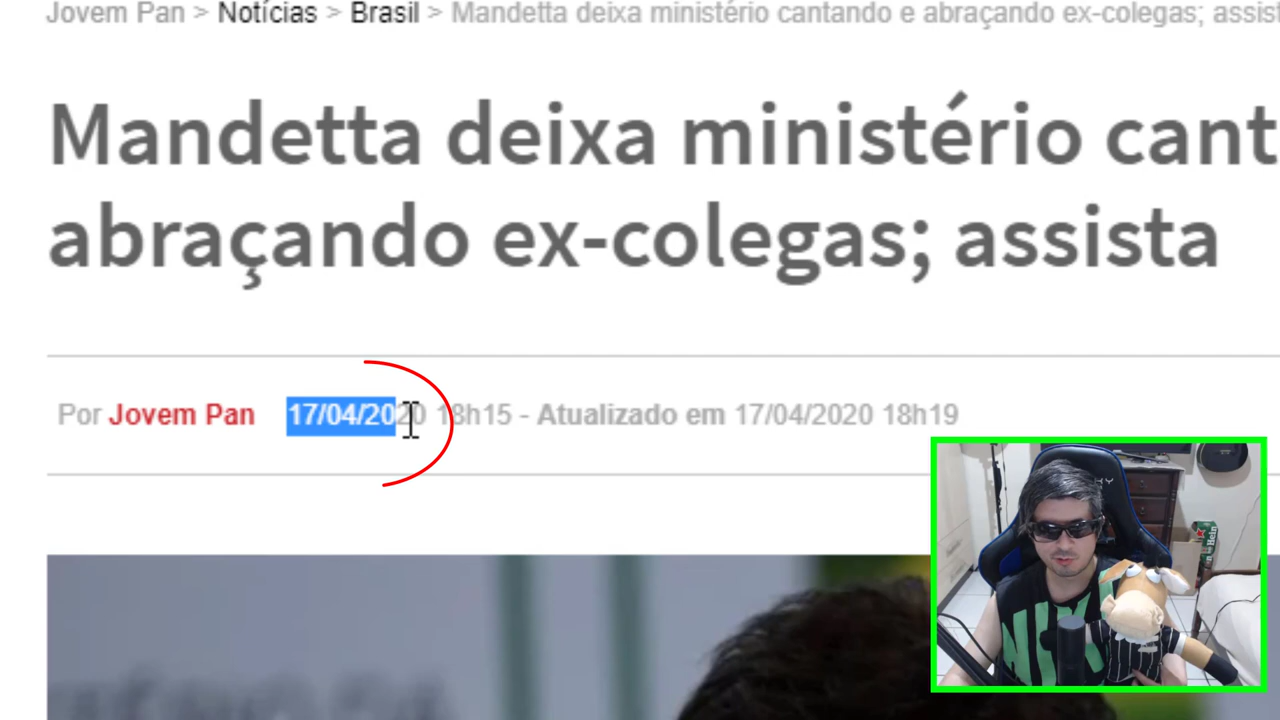 Jovem Pan > Notícias > Brasil > Mandetta deixa ministério cantando e abraçando ex-colegas; assist
Mandetta deixa ministério cant
abraçando ex-colegas; assista
Por Jovem Pan 17/04/2020 18h15 - Atualizado em 17/04/2020 18h19